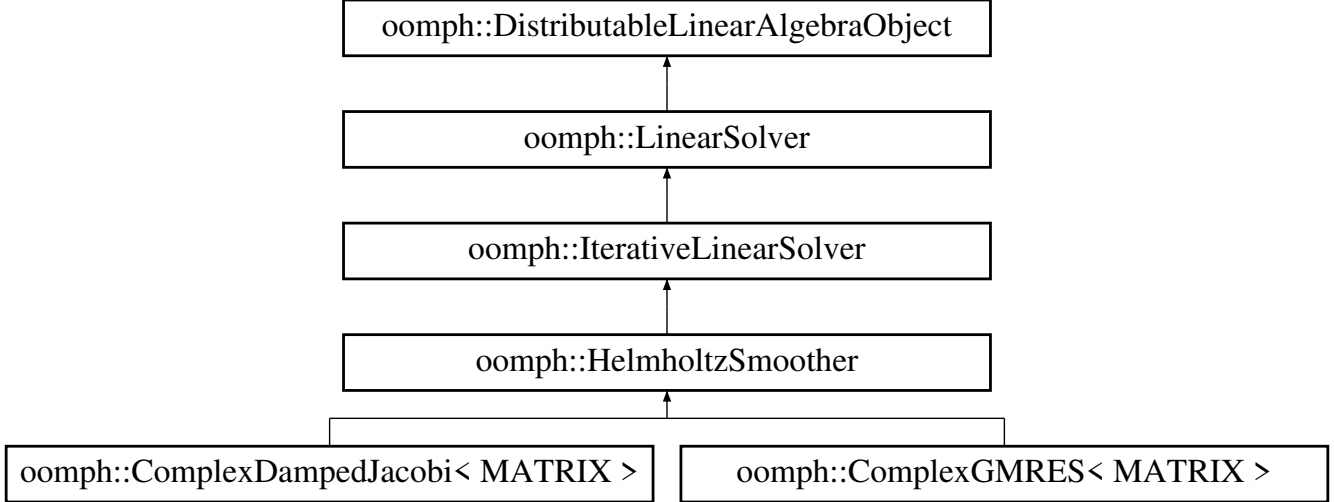 oomph::DistributableLinearAlgebraObject
oomph::LinearSolver
oomph::IterativeLinearSolver
oomph::HelmholtzSmoother
oomph::ComplexDampedJacobi< MATRIX >
oomph::ComplexGMRES< MATRIX >